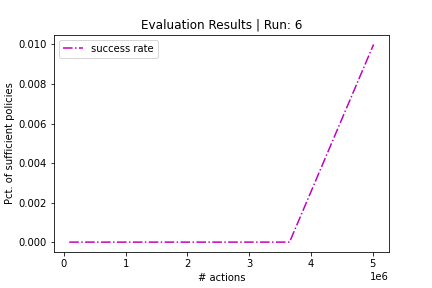 Evaluation Results | Run: 6
success rate
Pct. of sufficient policies
0.010
0.008
0.006
0.004
0.002
0.000
0 1 2 3 4 5
1e6
# actions